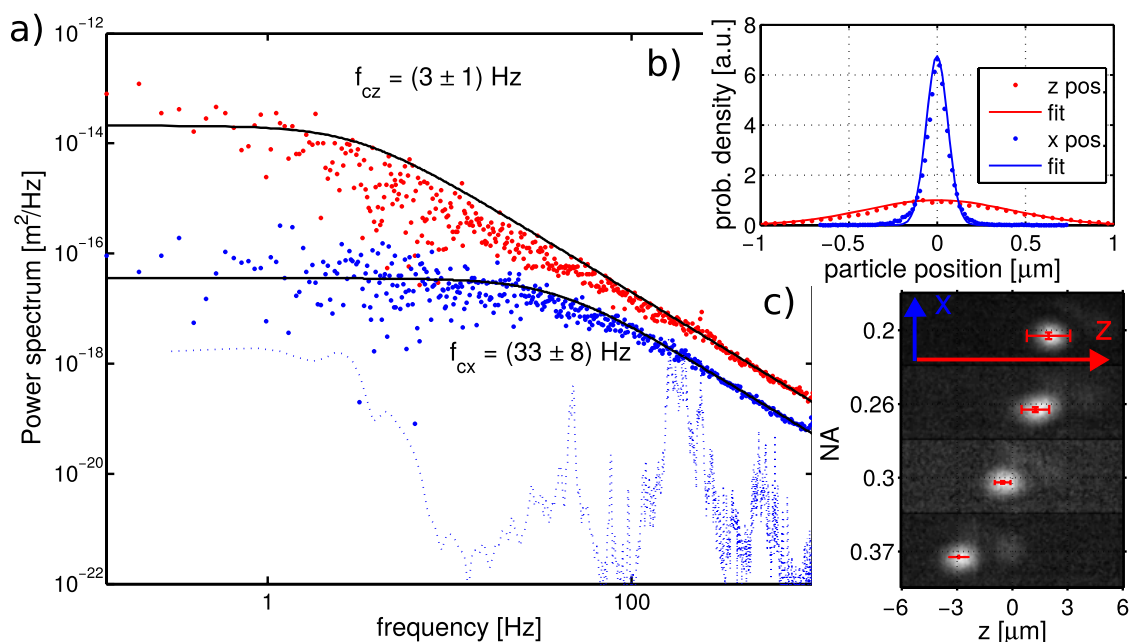 a)
10⁻¹²
10⁻¹⁴
10⁻¹⁶
10⁻¹⁸
10⁻²⁰
10⁻²²
Power spectrum [m²/Hz]
f_cz = (3 ± 1) Hz
f_cx = (33 ± 8) Hz
1
100
frequency [Hz]
b)
8
7
6
4
2
0
prob. density [a.u.]
z pos.
fit
x pos.
fit
−1
−0.5
0
0.5
1
particle position [μm]
c)
x
z
0.2
0.26
0.3
0.37
NA
−6
−3
0
3
6
z [μm]